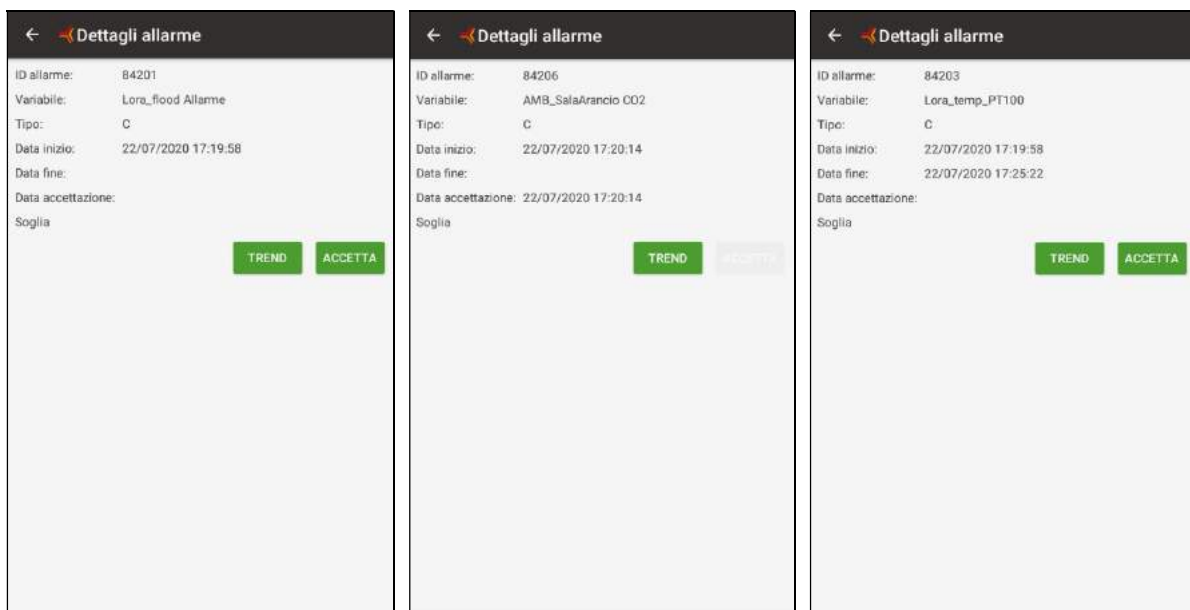 Dettagli allarme
ID allarme: 84201
Variabile: Lora_flood Allarme
Tipo: C
Data inizio: 22/07/2020 17:19:58
Data fine:
Data accettazione:
Soglia
TREND ACCETTA
Dettagli allarme
ID allarme: 84206
Variabile: AMB_SalaArancio CO2
Tipo: C
Data inizio: 22/07/2020 17:20:14
Data fine:
Data accettazione: 22/07/2020 17:20:14
Soglia
TREND ACCETTA
Dettagli allarme
ID allarme: 84203
Variabile: Lora_temp_PT100
Tipo: C
Data inizio: 22/07/2020 17:19:58
Data fine: 22/07/2020 17:25:22
Data accettazione:
Soglia
TREND ACCETTA